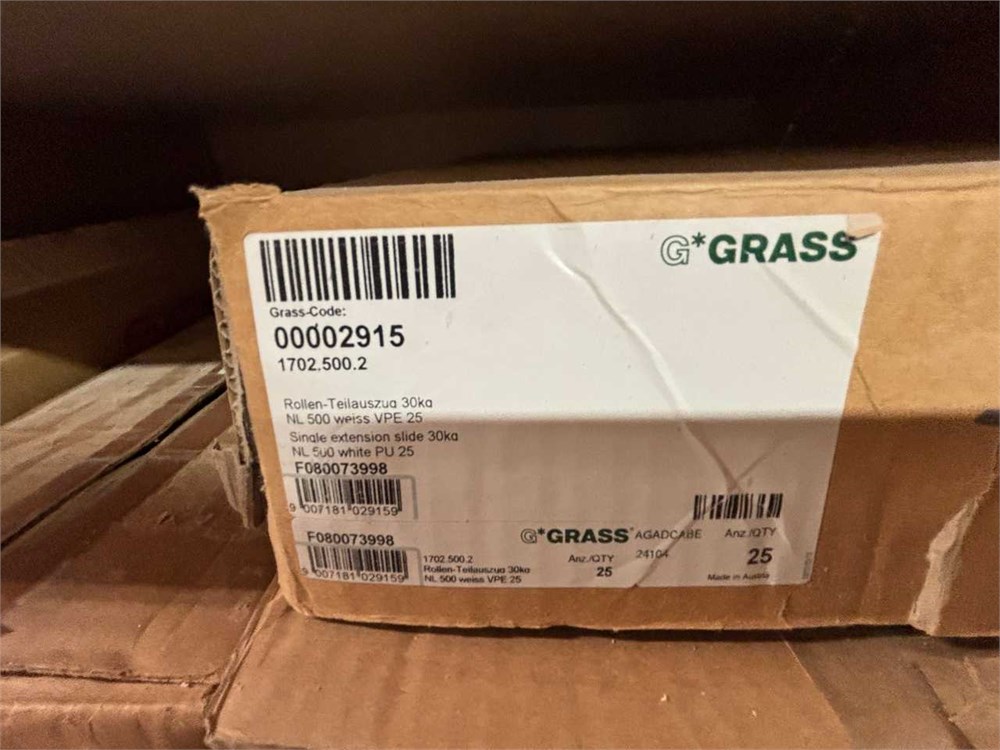 G*GRASS
Grass-Code:
00002915
1702.500.2
Rollen-Teilauszug 30kg
NL 500 weiss VPE 25
Single extension slide 30kg
NL 500 white PU 25
F080073998
9 007181 029159
F080073998
9 007181 029159
1702.500.2
Rollen-Teilauszug 30kg
NL 500 weiss VPE 25
G*GRASS
Anz./QTY
25
AGADCABE
24104
Anz./QTY
25
Made in Austria